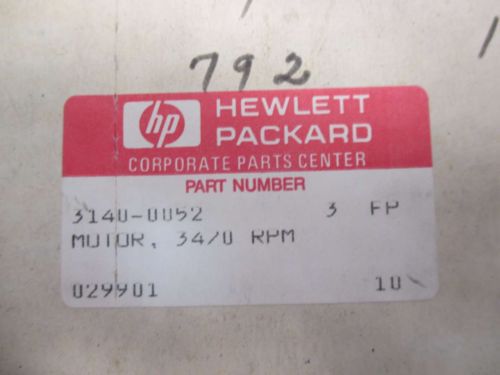 792
hp HEWLETT
PACKARD
CORPORATE PARTS CENTER
PART NUMBER
3140-0052 3 FP
MOTOR, 3470 RPM
029901 10